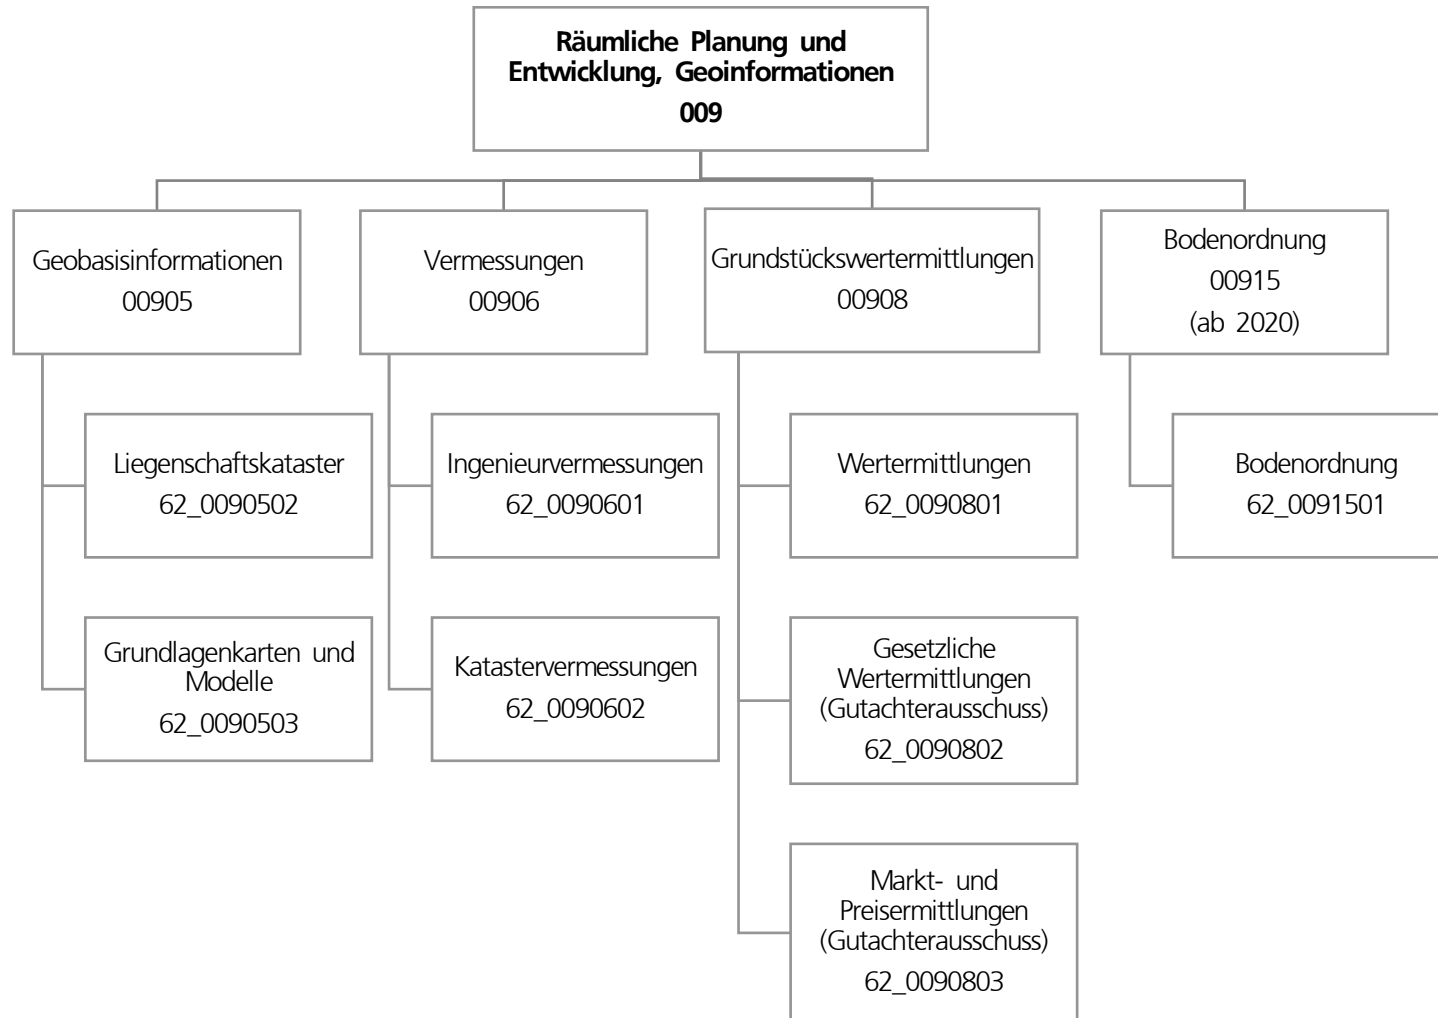 Räumliche Planung und
Entwicklung, Geoinformationen
009
Geobasisinformationen
00905
Vermessungen
00906
Grundstückswertermittlungen
00908
Bodenordnung
00915
(ab 2020)
Liegenschaftskataster
62_0090502
Ingenieurvermessungen
62_0090601
Wertermittlungen
62_0090801
Bodenordnung
62_0091501
Grundlagenkarten und
Modelle
62_0090503
Katastervermessungen
62_0090602
Gesetzliche
Wertermittlungen
(Gutachterausschuss)
62_0090802
Markt- und
Preisermittlungen
(Gutachterausschuss)
62_0090803